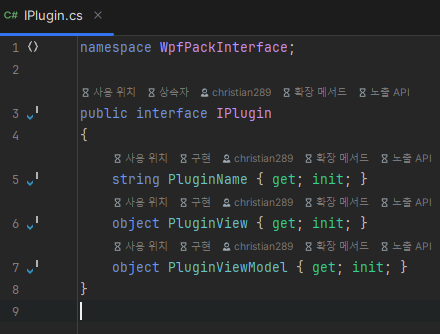 C# IPlugin.cs ×
1 namespace WpfPackInterface;
2
사용 위치 상속자 christian289 확장 메서드 노출 API
3 public interface IPlugin
4 {
사용 위치 구현 christian289 확장 메서드 노출 API
5 string PluginName { get; init; }
사용 위치 구현 christian289 확장 메서드 노출 API
6 object PluginView { get; init; }
사용 위치 구현 christian289 확장 메서드 노출 API
7 object PluginViewModel { get; init; }
8 }
9